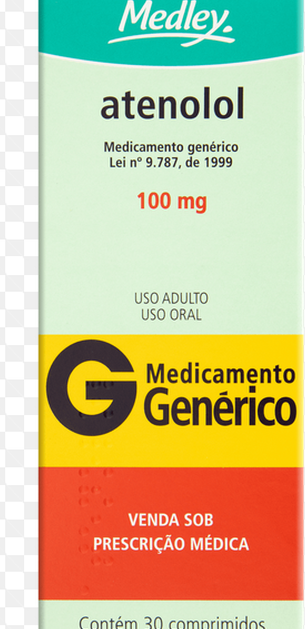 Medley.
atenolol
Medicamento genérico
Lei nº 9.787, de 1999
100 mg
USO ADULTO
USO ORAL
G Medicamento
Genérico
VENDA SOB
PRESCRIÇÃO MÉDICA
Contém 30 comprimidos